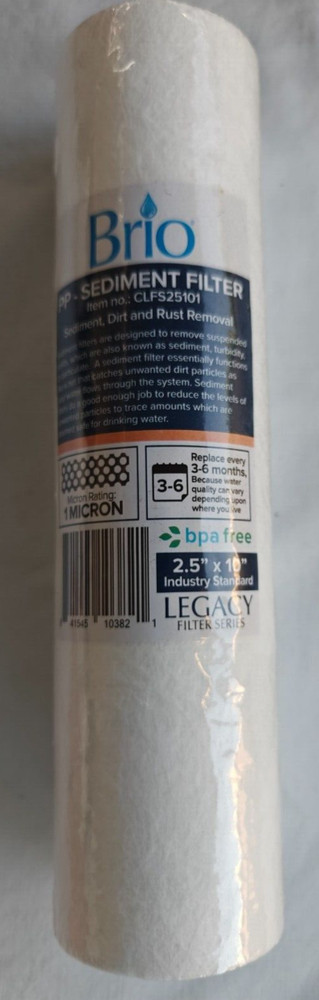 Brio
PP - SEDIMENT FILTER
Item no.: CLFS25101
Sediment, Dirt and Rust Removal
filters are designed to remove suspended
which are also known as sediment, turbidity,
A sediment filter essentially functions
catches unwanted dirt particles as
flows through the system. Sediment
good enough job to reduce the levels of
particles to trace amounts which are
safe for drinking water.
Micron Rating:
1 MICRON
3-6
Replace every
3-6 months,
Because water
quality can vary
depending upon
where you live
bpa free
2.5" x 10"
Industry Standard
41545 10382 1
LEGACY
FILTER SERIES